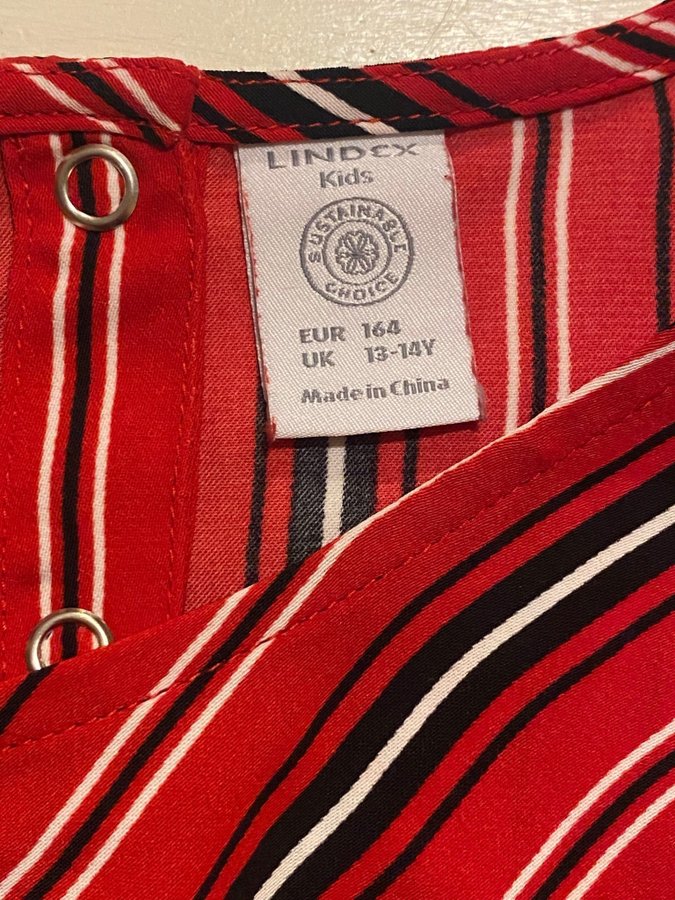 LINDEX
Kids
SUSTAINABLE
CHOICE
EUR 164
UK 13-14Y
Made in China